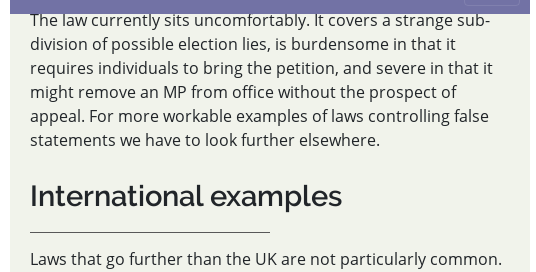 The law currently sits uncomfortably. It covers a strange sub-
division of possible election lies, is burdensome in that it
requires individuals to bring the petition, and severe in that it
might remove an MP from office without the prospect of
appeal. For more workable examples of laws controlling false
statements we have to look further elsewhere.
International examples
Laws that go further than the UK are not particularly common.